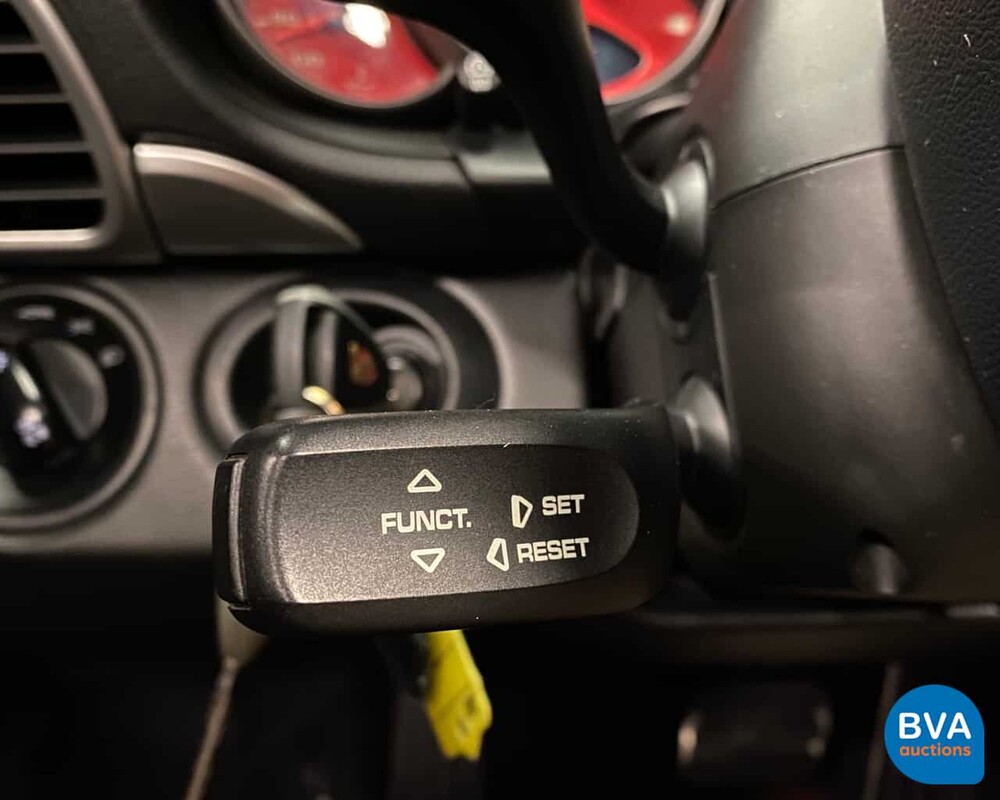 FUNCT.
SET
RESET
BVA
auctions